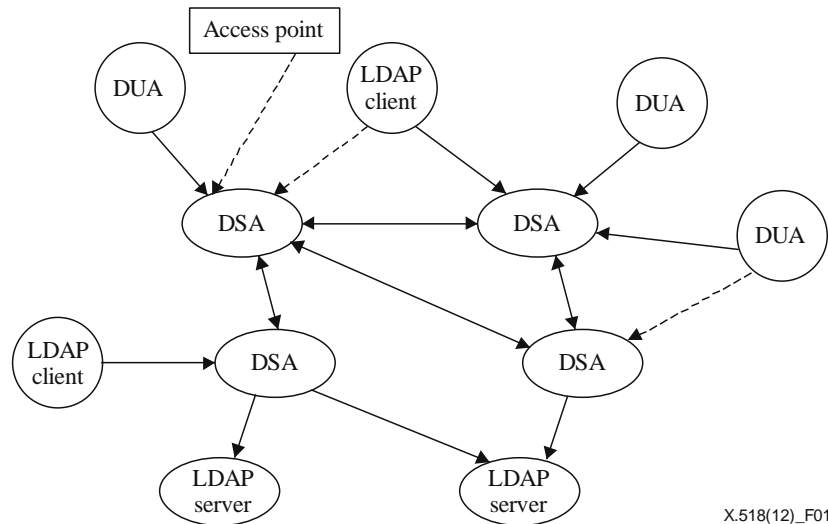 Access point
DUA
LDAP
client
DUA
DSA
DSA
DUA
LDAP
client
DSA
DSA
LDAP
server
LDAP
server
X.518(12)_F01